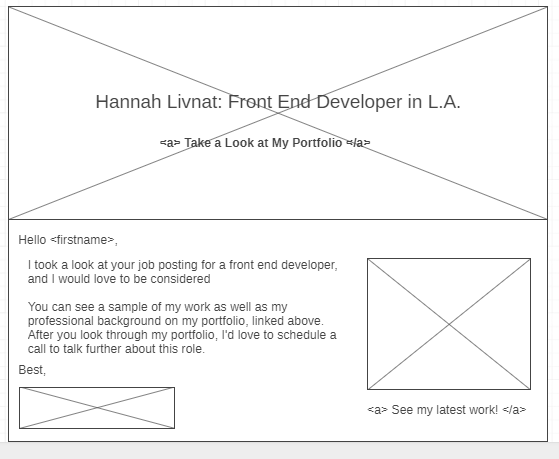 Hannah Livnat: Front End Developer in L.A.
<a> Take a Look at My Portfolio </a>
Hello <firstname>,
I took a look at your job posting for a front end developer,
and I would love to be considered
You can see a sample of my work as well as my
professional background on my portfolio, linked above.
After you look through my portfolio, I'd love to schedule a
call to talk further about this role.
Best,
<a> See my latest work! </a>